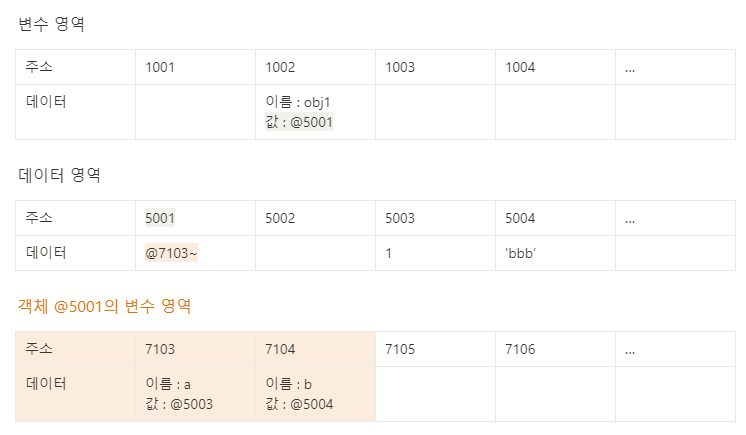 변수 영역
주소 1001 1002 1003 1004 ...
데이터 이름 : obj1
값 : @5001
데이터 영역
주소 5001 5002 5003 5004 ...
데이터 @7103~ 1 'bbb'
객체 @5001의 변수 영역
주소 7103 7104 7105 7106 ...
데이터 이름 : a 이름 : b
값 : @5003 값 : @5004